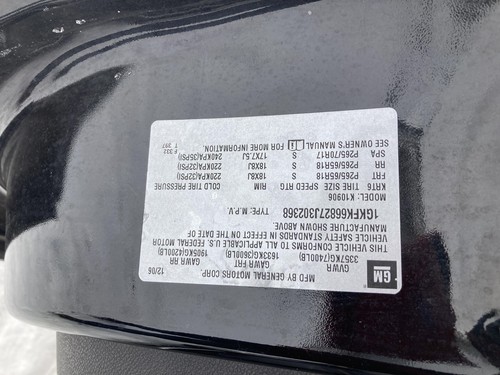 GM
MFD BY GENERAL MOTORS CORP.
12/06
GVWR GAWR FRT GAWR RR
3357KG(7400LB) 1633KG(3600LB) 1905KG(4200LB)
THIS VEHICLE CONFORMS TO ALL APPLICABLE U.S. FEDERAL MOTOR
VEHICLE SAFETY STANDARDS IN EFFECT ON THE DATE OF
MANUFACTURE SHOWN ABOVE.
1GKFK66827J302368 TYPE: M.P.V.
MODEL: K10906
KRT6 TIRE SIZE SPEED RTG RIM COLD TIRE PRESSURE
FRT P265/65R18 S 18X8J 220KPA(32PSI)
RR P265/65R18 S 18X8J 220KPA(32PSI)
SPA P265/70R17 S 17X7.5J 240KPA(35PSI)
SEE OWNER'S MANUAL FOR MORE INFORMATION.